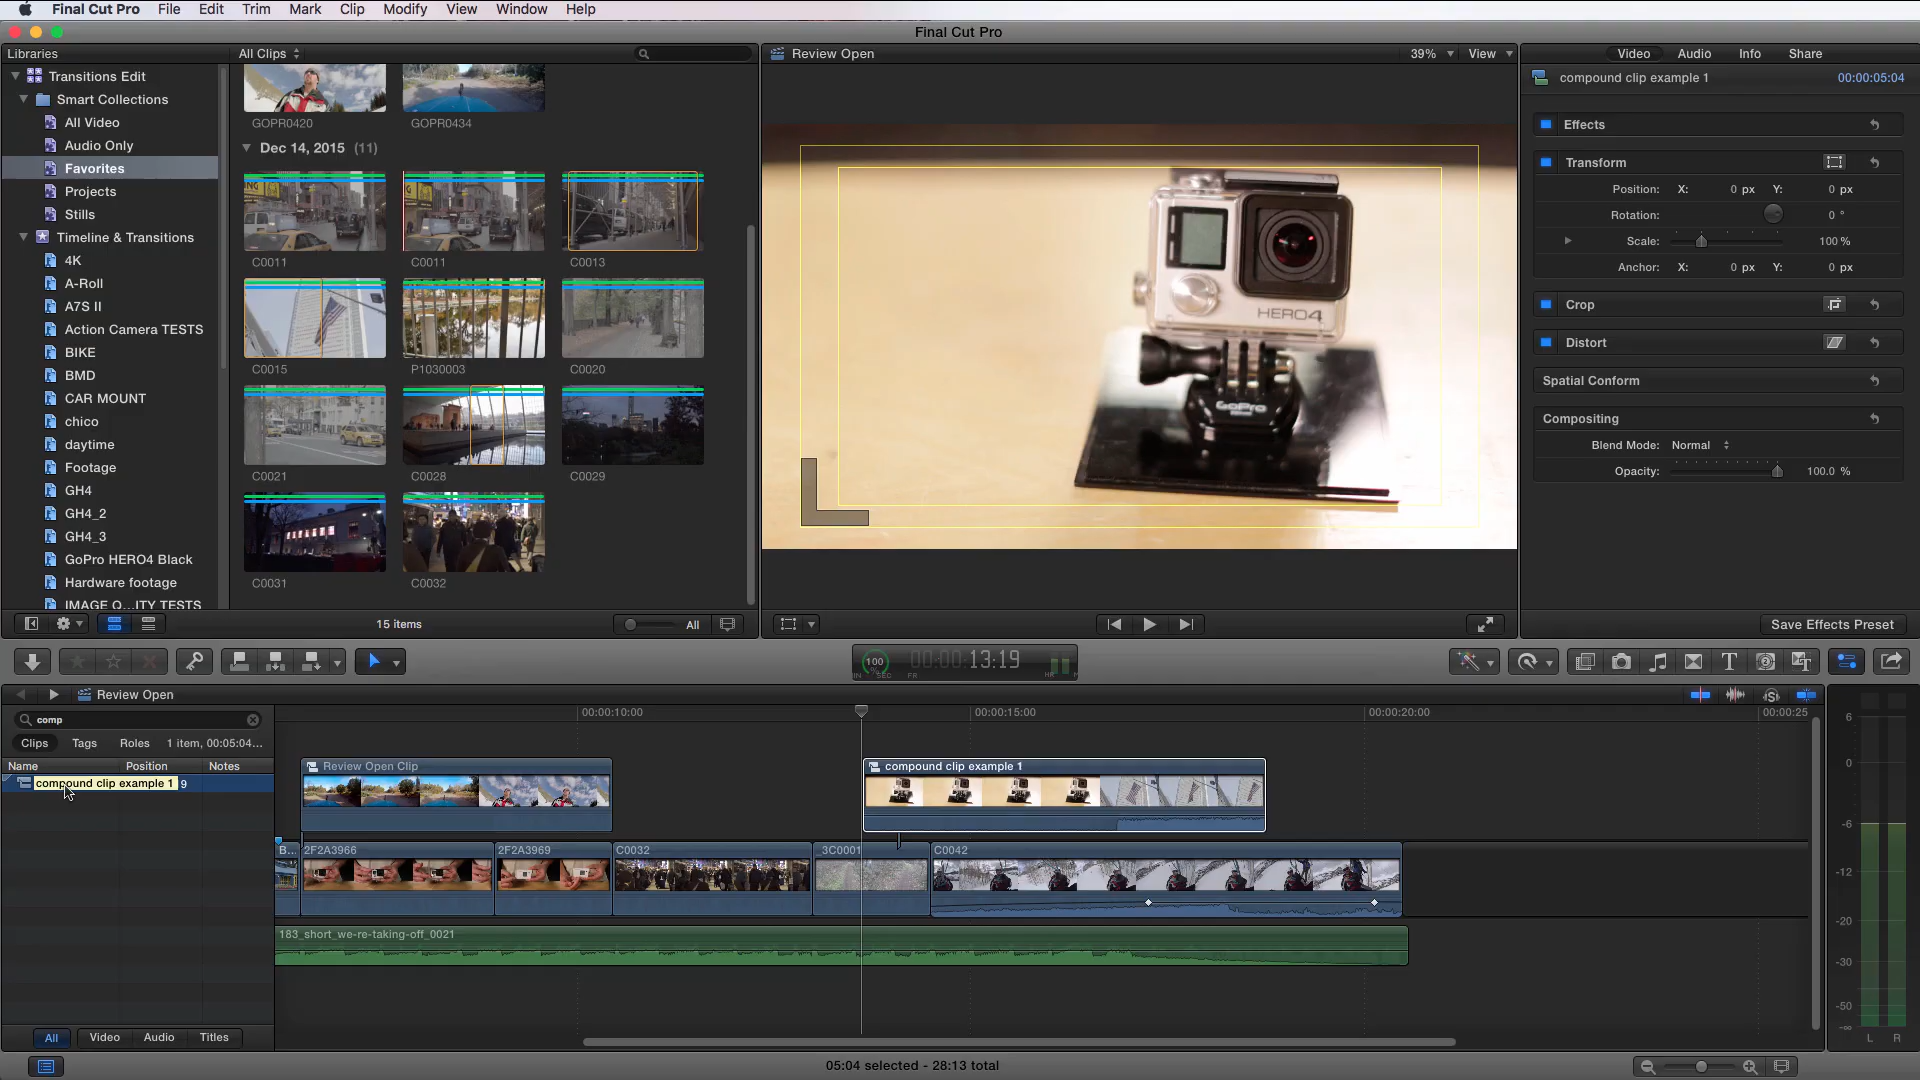 Final Cut Pro File Edit Trim Mark Clip Modify View Window Help
Final Cut Pro
Libraries
Transitions Edit
Smart Collections
All Video
Audio Only
Favorites
Projects
Stills
Timeline & Transitions
4K
A-Roll
A7S II
Action Camera TESTS
BIKE
BMD
CAR MOUNT
chico
daytime
Footage
GH4
GH4_2
GH4_3
GoPro HERO4 Black
Hardware footage
IMAGE Q...ITY TESTS
All Clips
GOPR0420 GOPR0434
Dec 14, 2015 (11)
C0011 C0011 C0013
C0015 P1030003 C0020
C0021 C0028 C0029
C0031 C0032
15 items All
Review Open 39% View
HERO4
GoPro
Video Audio Info Share
compound clip example 1 00:00:05:04
Effects
Transform
Position: X: 0 px Y: 0 px
Rotation: 0 °
Scale: 100 %
Anchor: X: 0 px Y: 0 px
Crop
Distort
Spatial Conform
Compositing
Blend Mode: Normal
Opacity: 100.0 %
Save Effects Preset
100 00:00:13:19
HR MIN SEC FR
Review Open
comp
Clips Tags Roles 1 item, 00:05:04...
Name Position Notes
compound clip example 1 9
All Video Audio Titles
00:00:10:00 00:00:15:00 00:00:20:00 00:00:25
Review Open Clip
compound clip example 1
B... 2F2A3966 2F2A3969 C0032 _3C0001 C0042
183_short_we-re-taking-off_0021
6
0
-6
-12
-20
-30
-50
-∞
L R
05:04 selected - 28:13 total